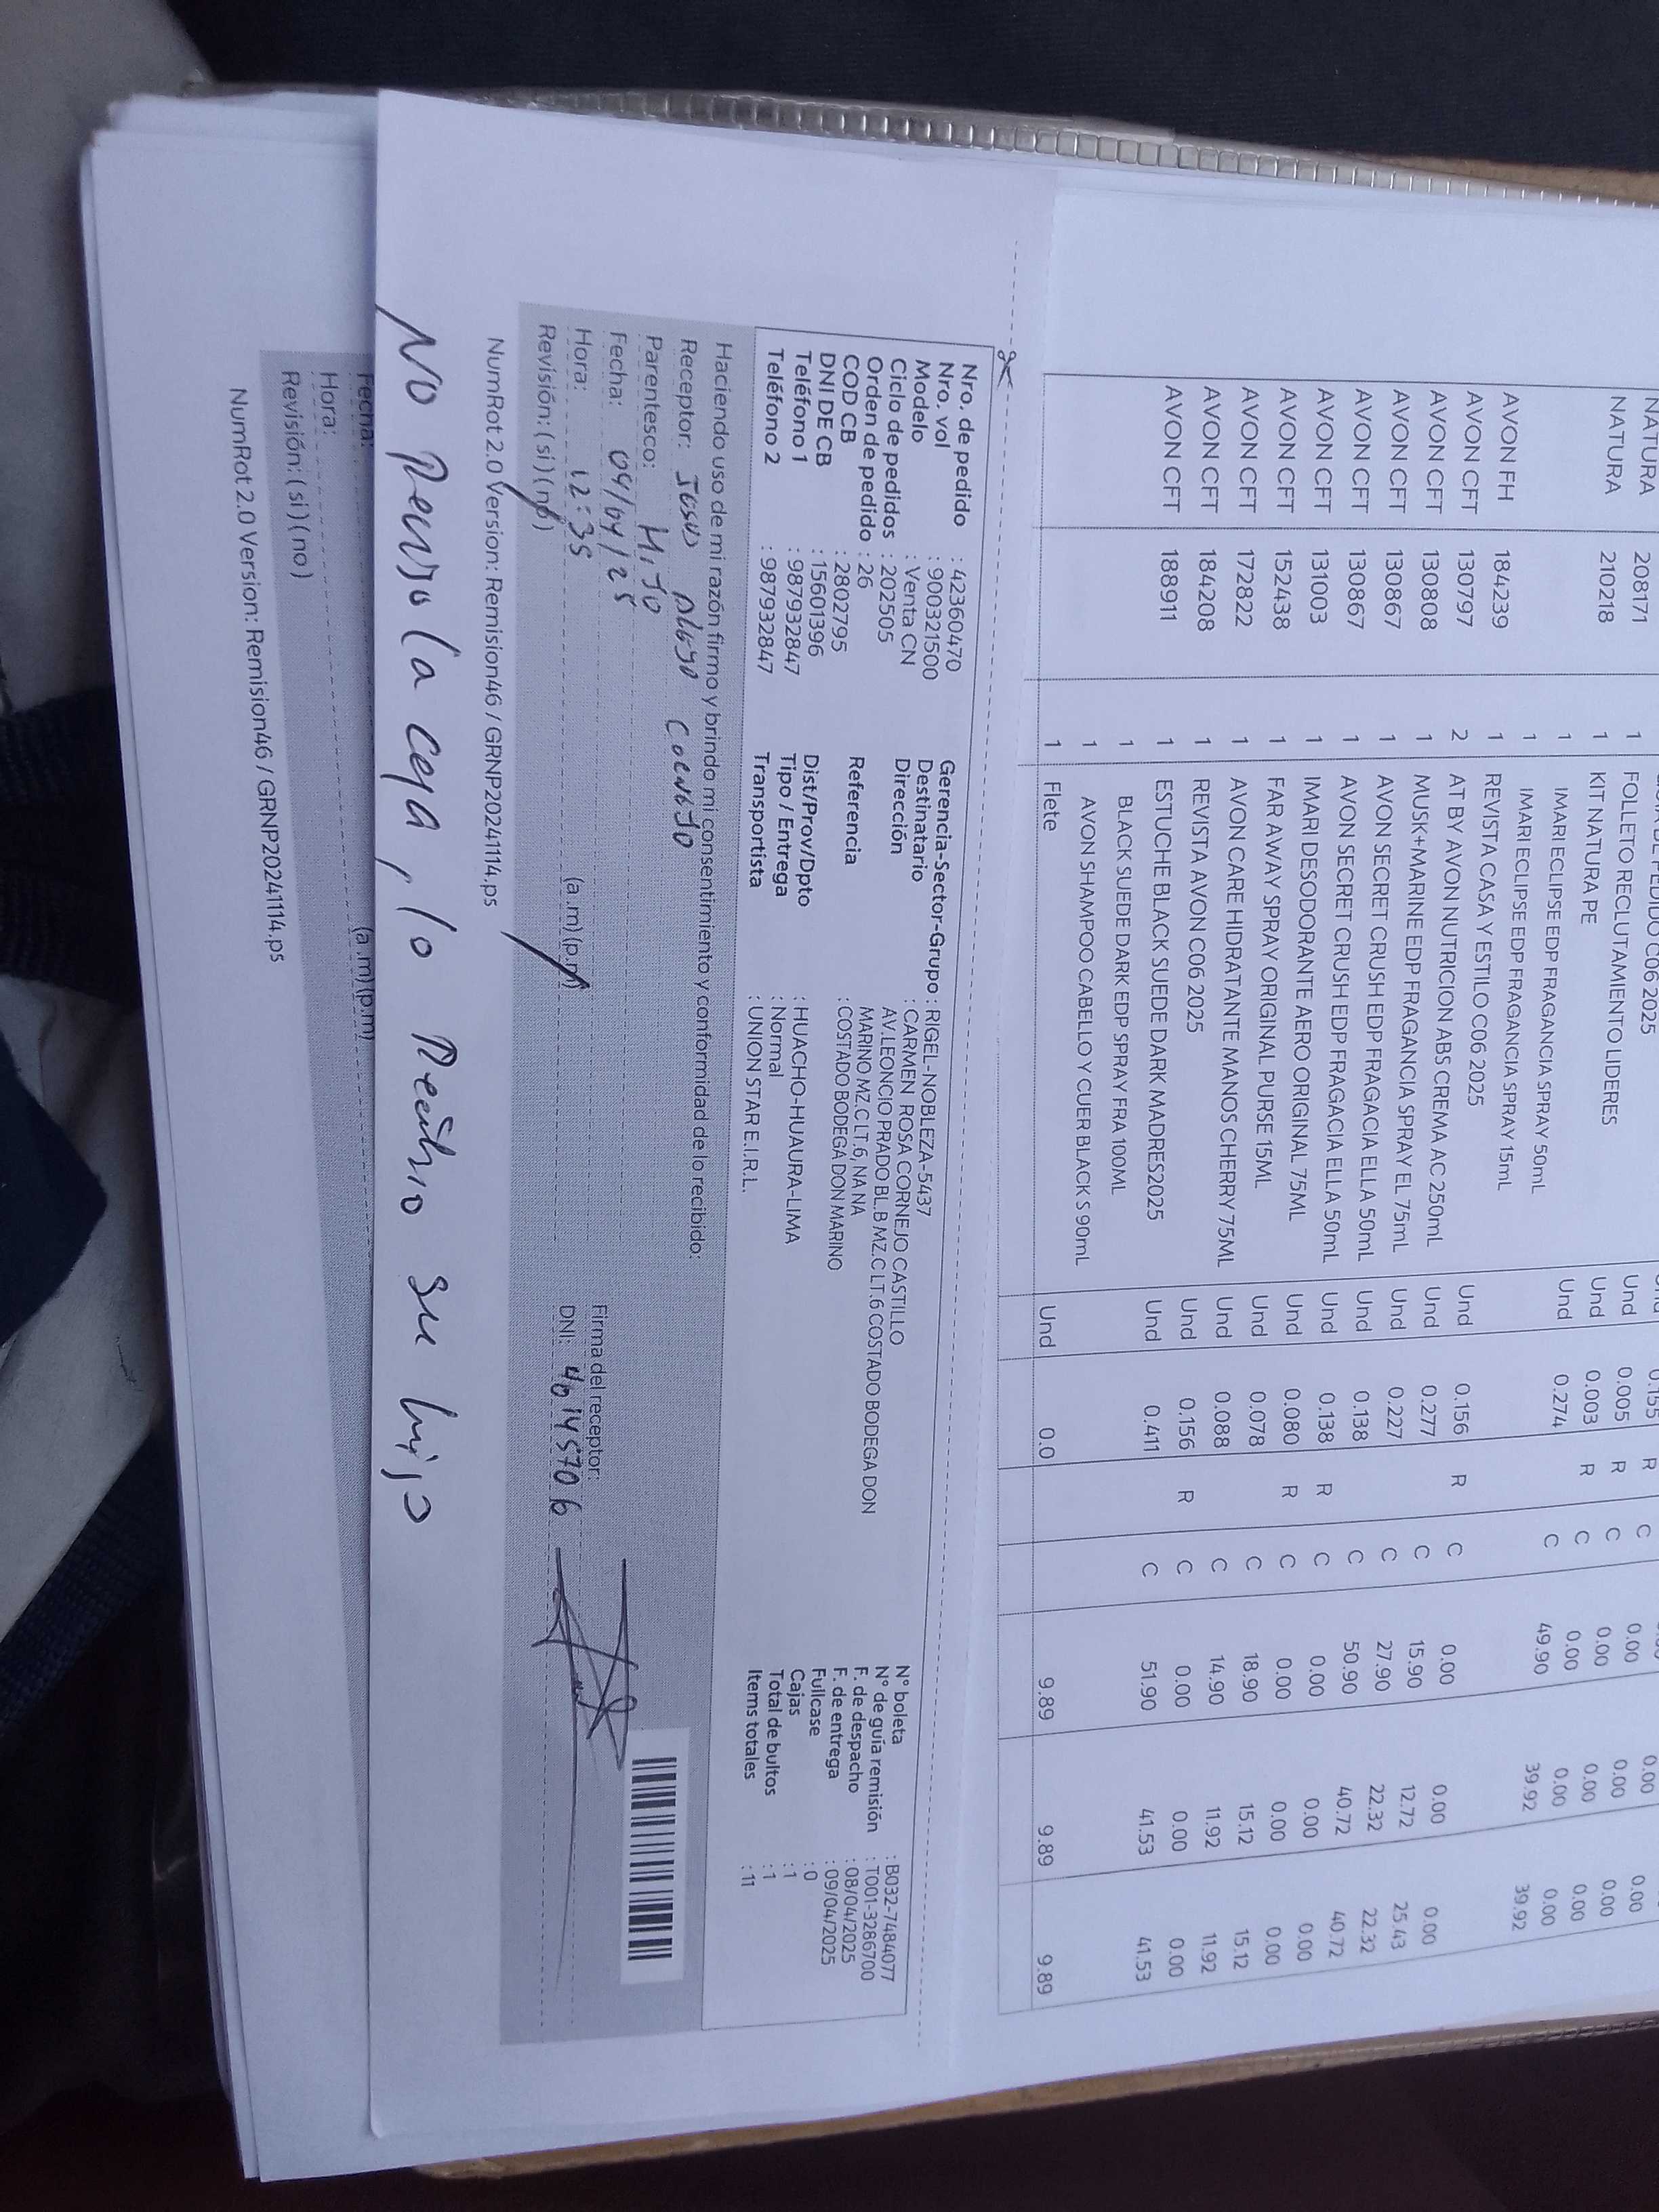 NATURA 208171 1 C06 2025 0.155 R C
NATURA 210218 1 FOLLETO RECLUTAMIENTO LIDERES Und 0.005 R C 0.00 0.00 0.00
1 KIT NATURA PE Und 0.003 R C 0.00 0.00 0.00
1 IMARI ECLIPSE EDP FRAGANCIA SPRAY 50mL Und 0.274 C 49.90 39.92 39.92
1 IMARI ECLIPSE EDP FRAGANCIA SPRAY 15mL
AVON FH 184239 1 REVISTA CASA Y ESTILO C06 2025 Und 0.156 R C 0.00 0.00 0.00
AVON CFT 130797 2 AT BY AVON NUTRICION ABS CREMA AC 250mL Und 0.277 C 15.90 12.72 25.43
AVON CFT 130808 1 MUSK+MARINE EDP FRAGANCIA SPRAY EL 75mL Und 0.227 C 27.90 22.32 22.32
AVON CFT 130867 1 AVON SECRET CRUSH EDP FRAGACIA ELLA 50mL Und 0.138 C 50.90 40.72 40.72
AVON CFT 130867 1 AVON SECRET CRUSH EDP FRAGACIA ELLA 50mL Und 0.138 R C 0.00 0.00 0.00
AVON CFT 131003 1 IMARI DESODORANTE AERO ORIGINAL 75ML Und 0.080 R C 0.00 0.00 0.00
AVON CFT 152438 1 FAR AWAY SPRAY ORIGINAL PURSE 15ML Und 0.078 C 18.90 15.12 15.12
AVON CFT 172822 1 AVON CARE HIDRATANTE MANOS CHERRY 75ML Und 0.088 C 14.90 11.92 11.92
AVON CFT 184208 1 REVISTA AVON C06 2025 Und 0.156 R C 0.00 0.00 0.00
AVON CFT 188911 1 ESTUCHE BLACK SUEDE DARK MADRES2025 Und 0.411 C 51.90 41.53 41.53
1 BLACK SUEDE DARK EDP SPRAY FRA 100ML
1 AVON SHAMPOO CABELLO Y CUER BLACK S 90mL
1 Flete Und 0.0 9.89 9.89 9.89
Nro. de pedido : 42360470
Nro. vol : 900321500
Modelo : Venta CN
Ciclo de pedidos : 202505
Orden de pedido : 26
COD CB : 2802795
DNI DE CB : 15601396
Teléfono 1 : 987932847
Teléfono 2 : 987932847
Gerencia-Sector-Grupo : RIGEL-NOBLEZA-5437
Destinatario : CARMEN ROSA CORNEJO CASTILLO
Dirección AV.LEONCIO PRADO BL.B MZ.C LT.6 COSTADO BODEGA DON
MARINO MZ.C LT.6, NA NA
Referencia : COSTADO BODEGA DON MARINO
Dist/Prov/Dpto : HUACHO-HUAURA-LIMA
Tipo / Entrega : Normal
Transportista : UNION STAR E.I.R.L.
N° boleta : B032-7484077
N° de guía remisión : T001-3286700
F. de despacho : 08/04/2025
F. de entrega : 09/04/2025
Fullcase : 0
Cajas : 1
Total de bultos : 1
Items totales : 11
Haciendo uso de mi razón firmo y brindo mi consentimiento y conformidad de lo recibido:
Receptor: Jesus
Parentesco: HiJo
Fecha: 09/04/25
Hora: 12:35 (a.m)(p.m)
Revisión: (si)(no)
Firma del receptor:
DNI: 40145706
NumRot 2.0 Version: Remision46 / GRNP20241114.ps
No Reviso la caja, lo Recibio su hijo
Fecha:
Hora: (a.m)(p.m)
Revisión: ( si ) ( no )
NumRot 2.0 Version: Remision46 / GRNP20241114.ps